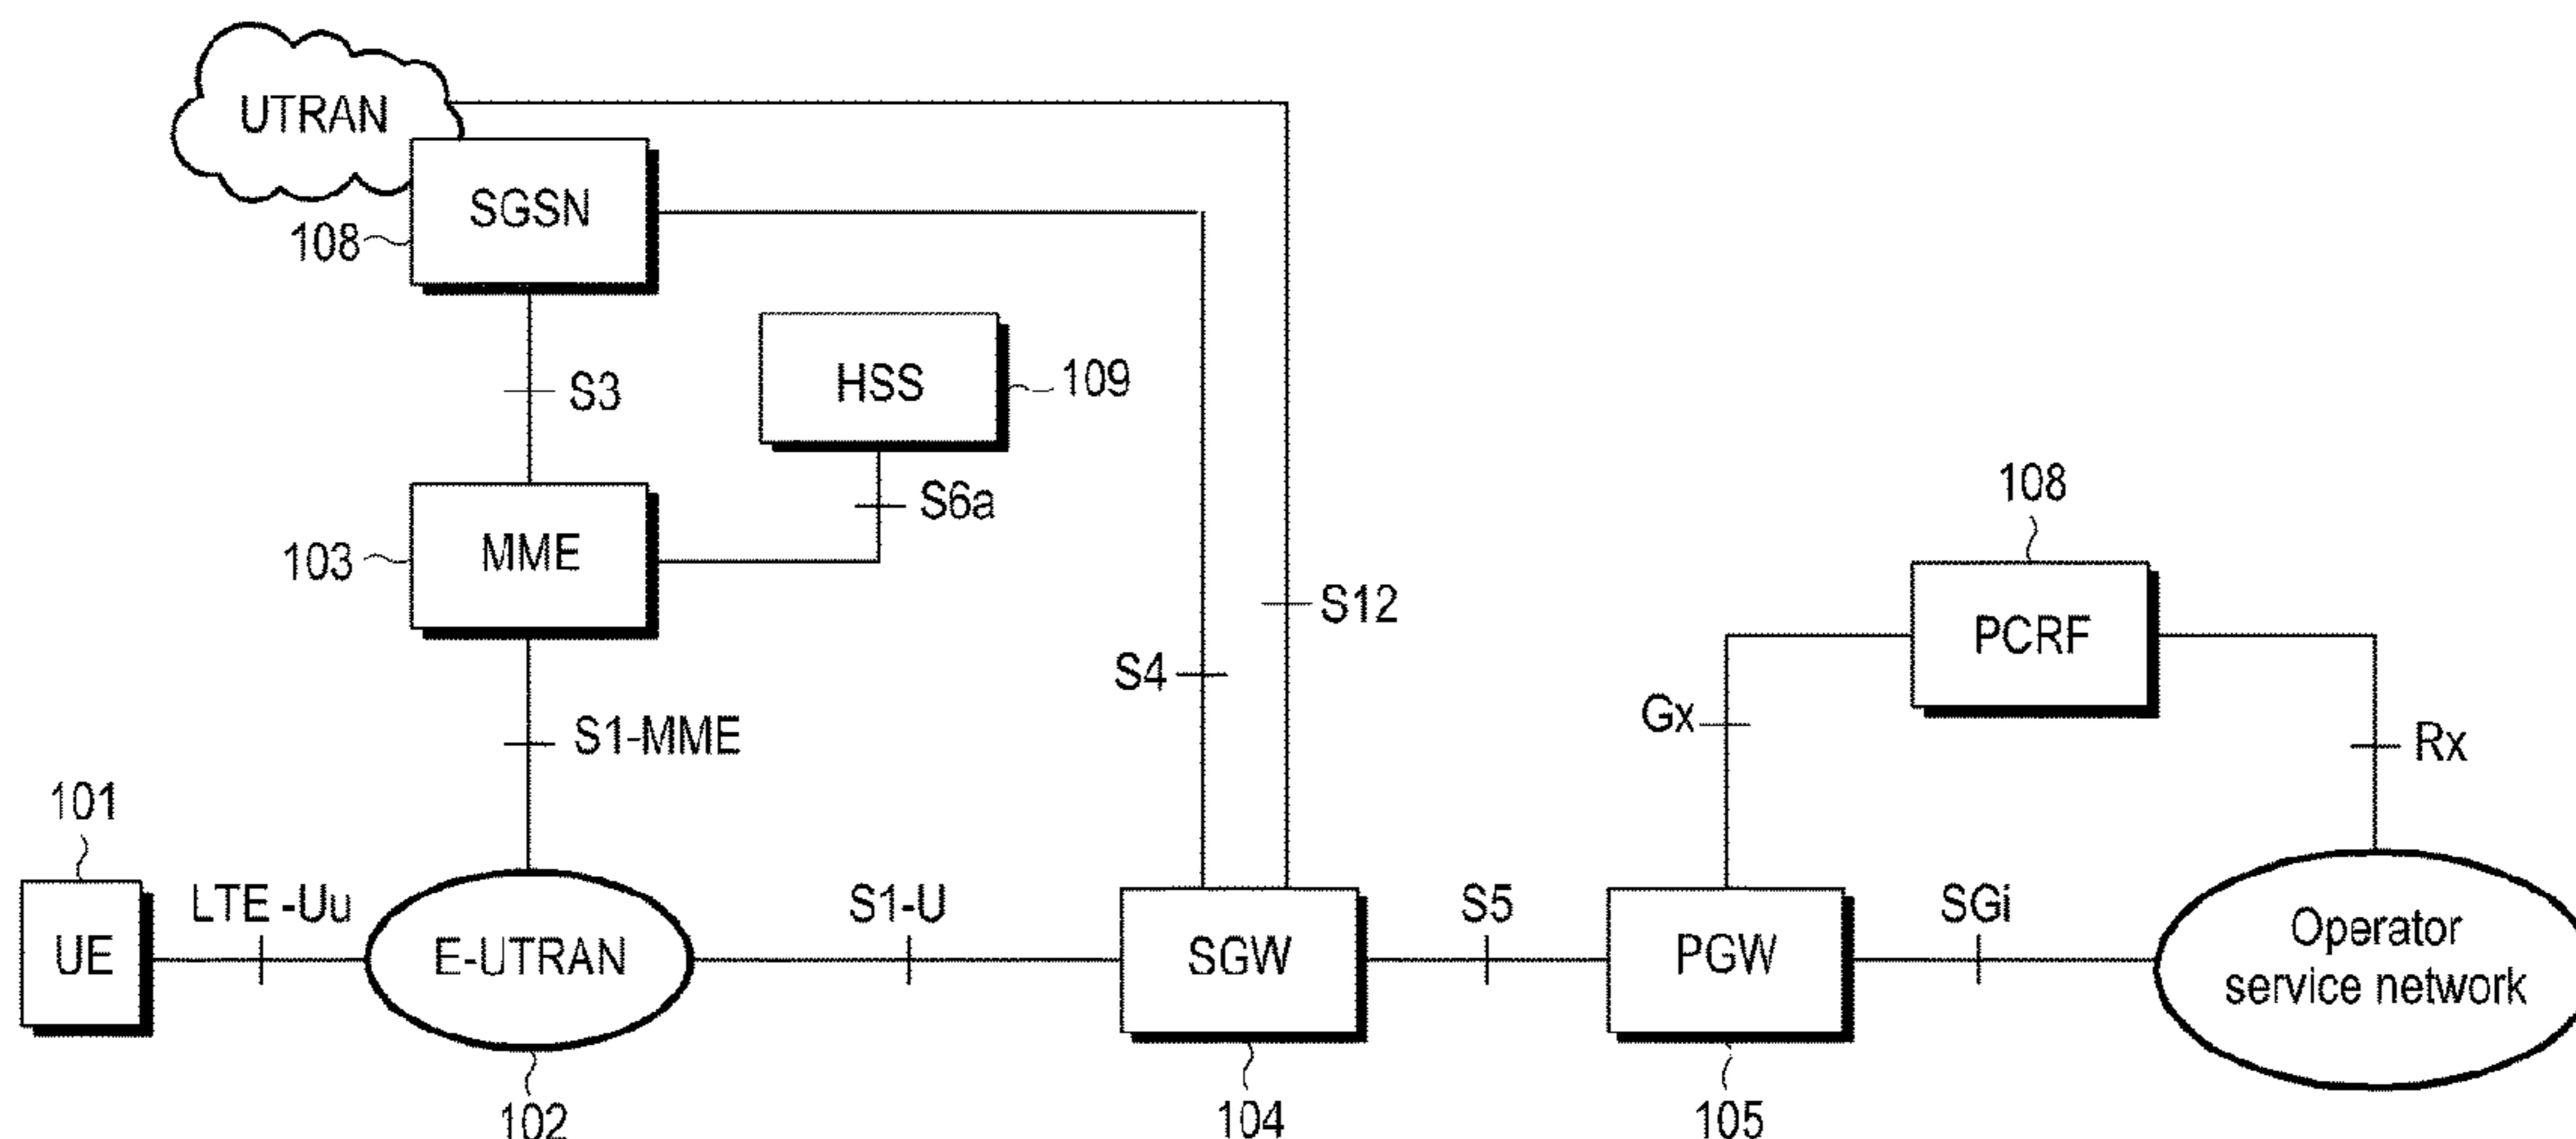 UTRAN
SGSN
108
HSS
109
S3
S6a
MME
103
108
PCRF
S12
S4
Gx
Rx
S1-MME
101
LTE -Uu
S1-U
S5
SGi
UE
E-UTRAN
SGW
PGW
Operator
service network
102
104
105